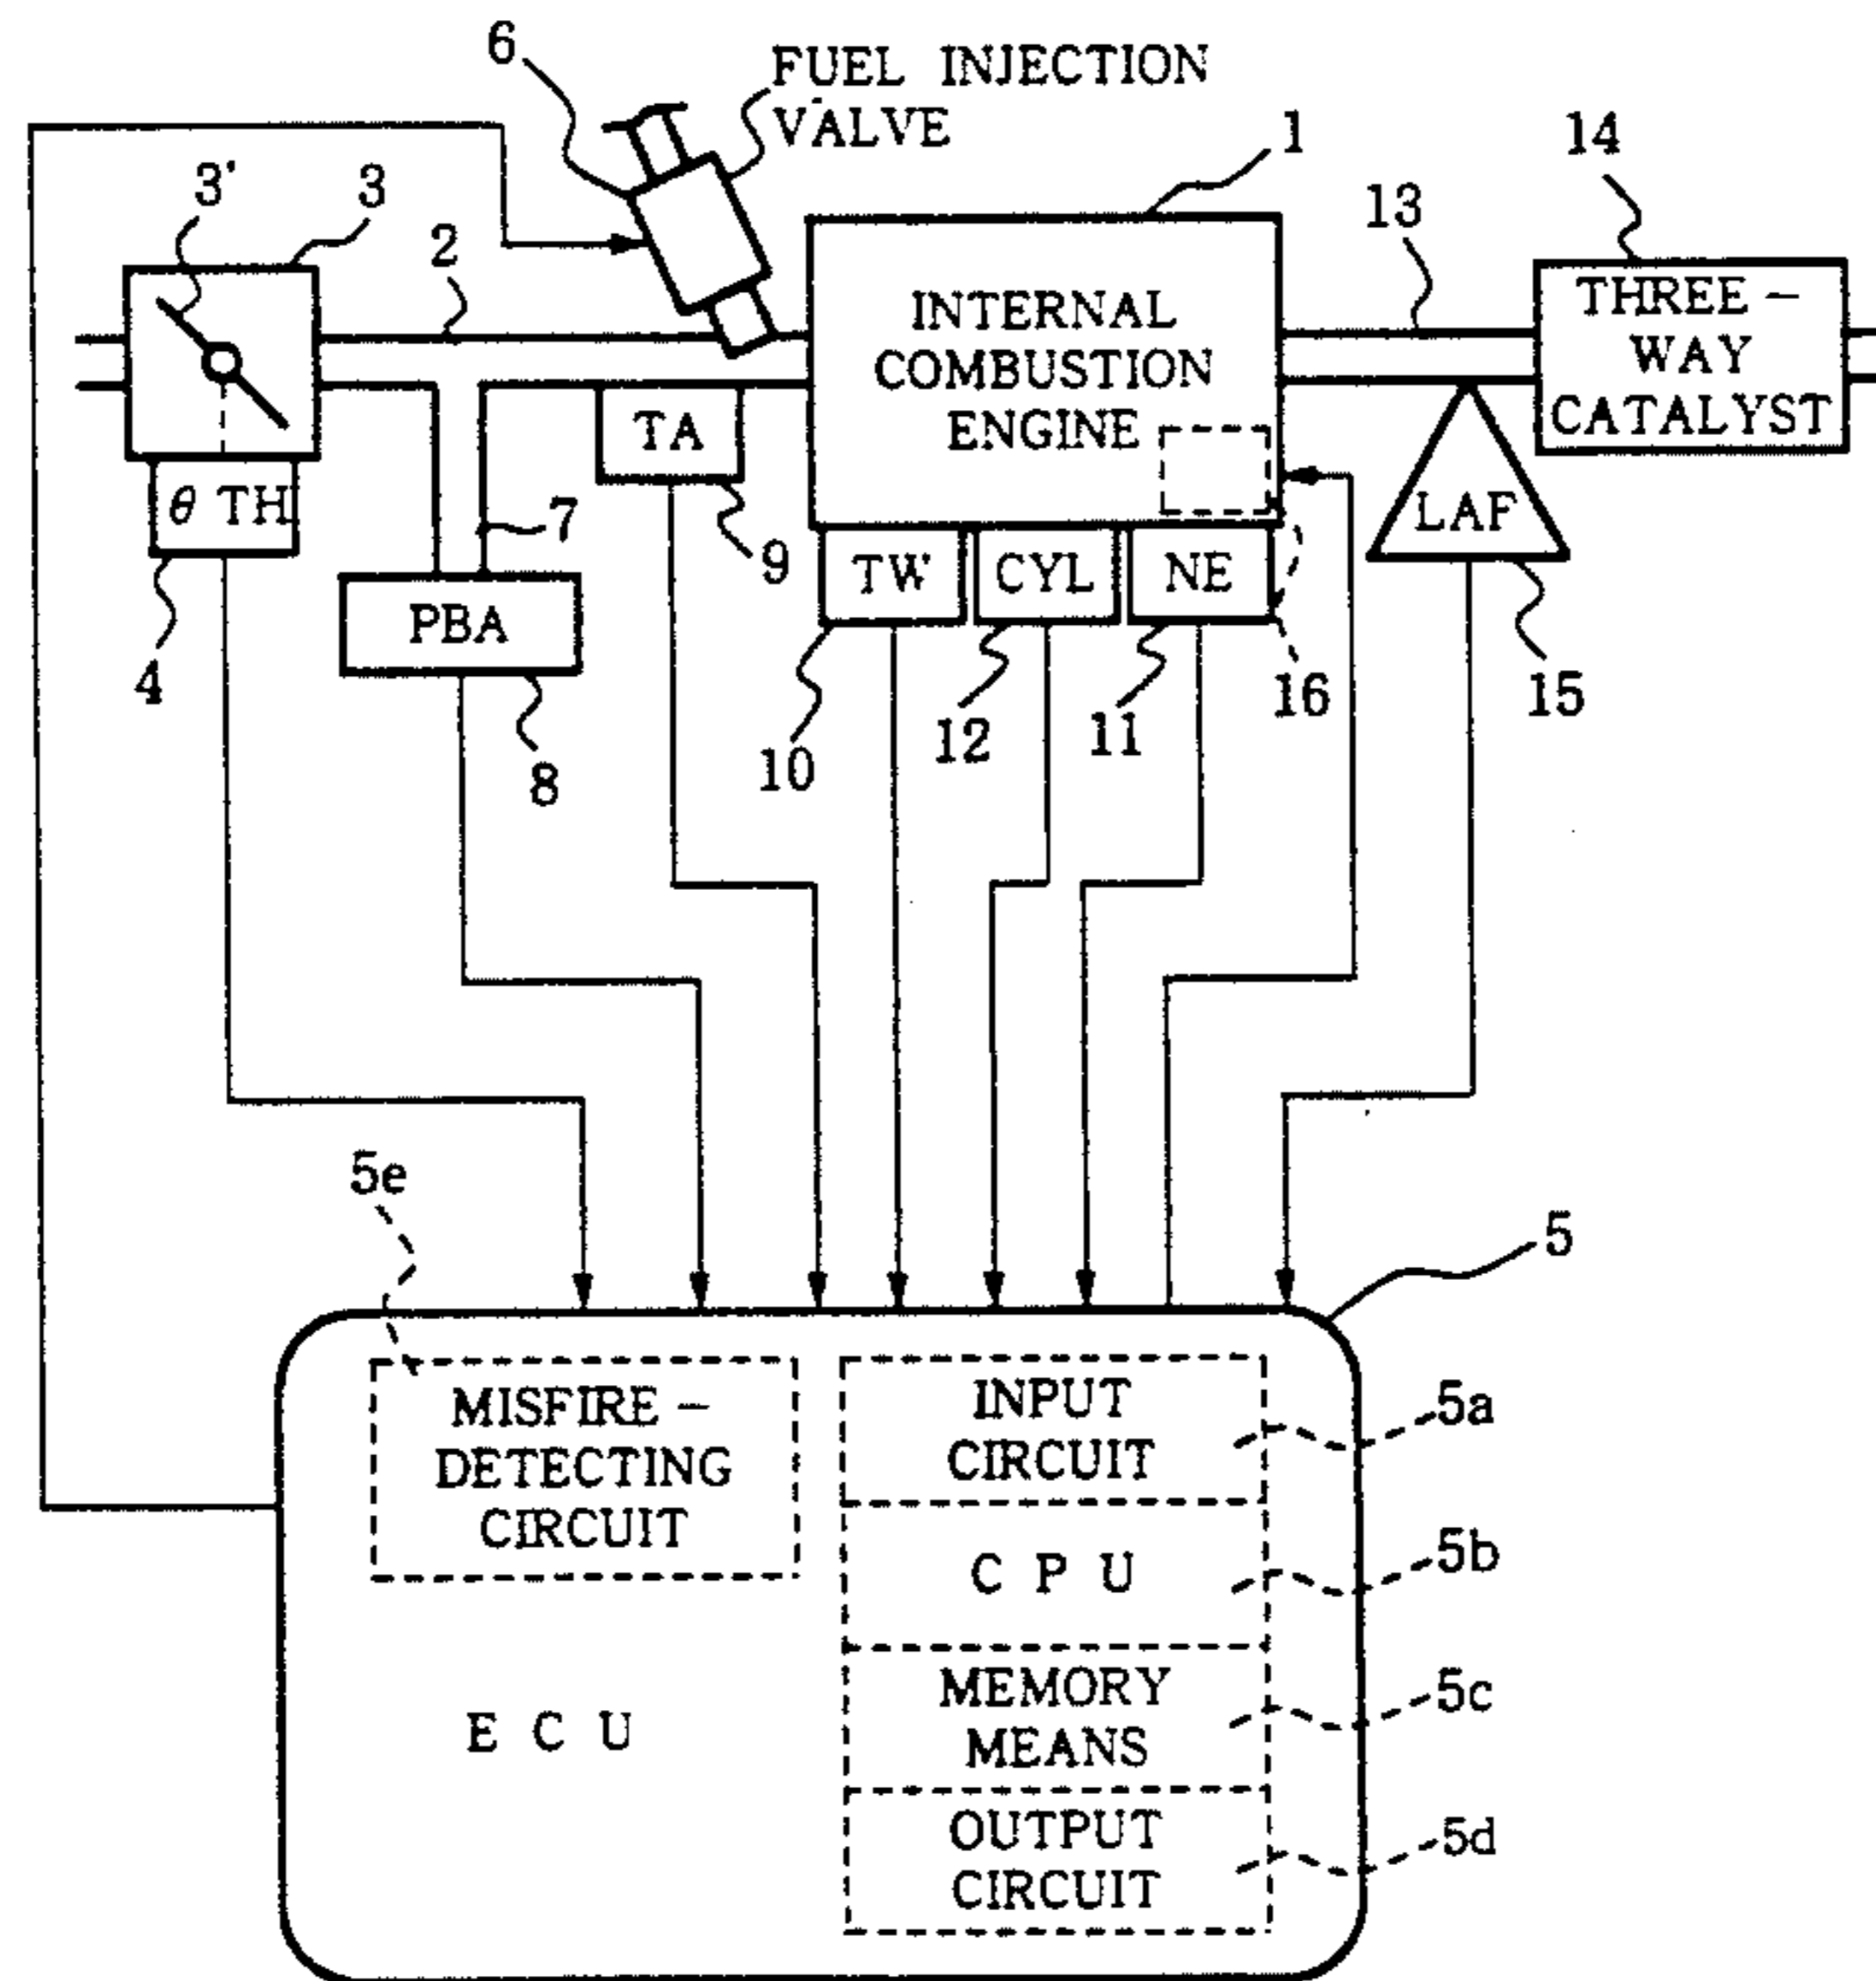 6
FUEL INJECTION
VALVE
1
14
3'
3
2
13
INTERNAL
COMBUSTION
ENGINE
THREE-
WAY
CATALYST
TA
θ TH
7
9
LAF
PBA
TW
CYL
NE
4
8
10
12
11
16
15
5e
5
MISFIRE-
DETECTING
CIRCUIT
INPUT
CIRCUIT
5a
C P U
5b
MEMORY
MEANS
5c
E C U
OUTPUT
CIRCUIT
5d